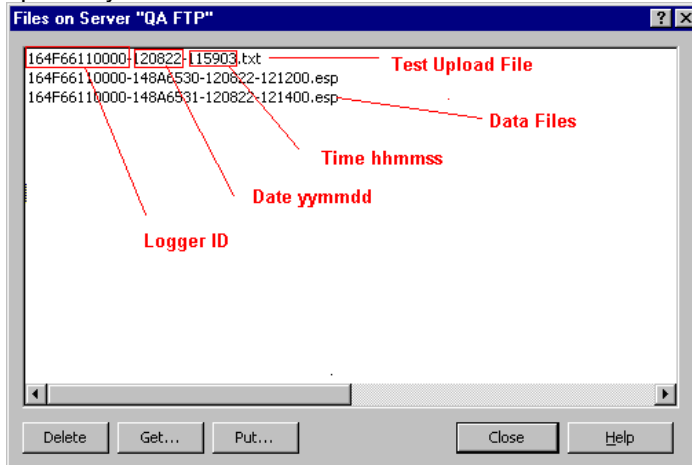 Files on Server "QA FTP"
164F66110000-120822-115903.txt
Test Upload File
164F66110000-148A6530-120822-121200.esp
164F66110000-148A6531-120822-121400.esp
Data Files
Time hhmmss
Date yymmdd
Logger ID
Delete
Get...
Put...
Close
Help